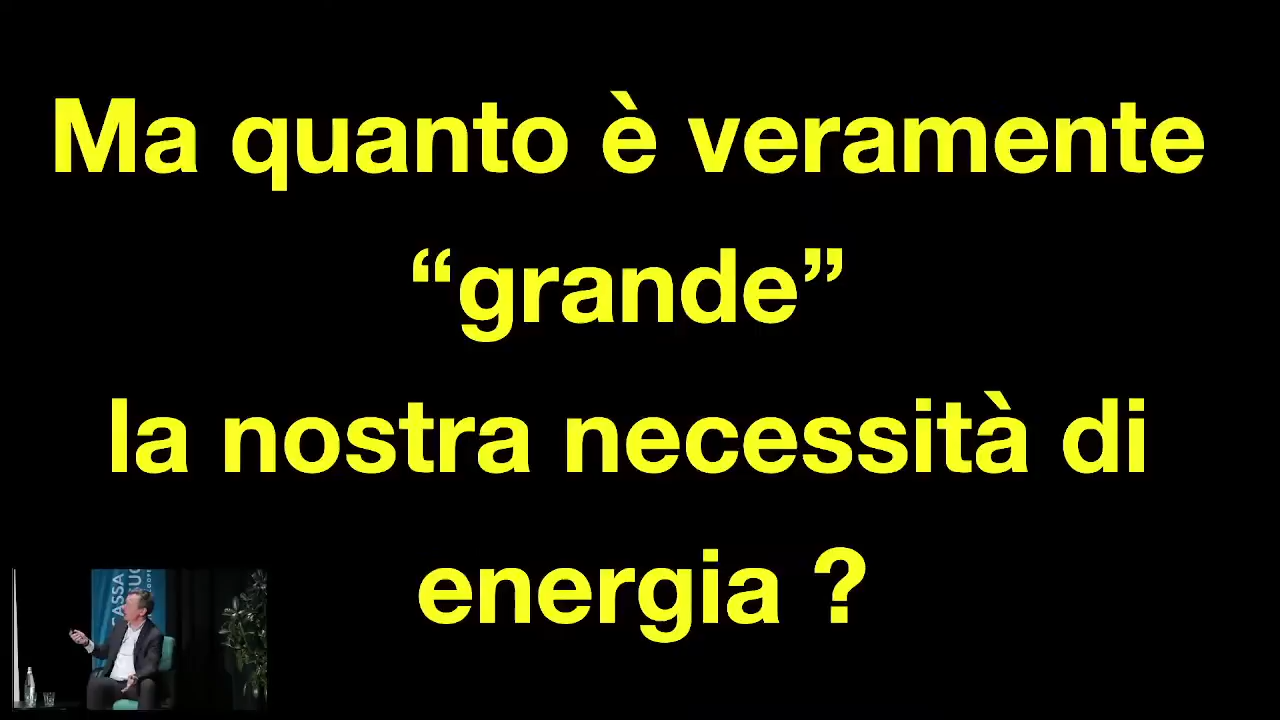 Ma quanto è veramente
“grande”
la nostra necessità di
energia ?